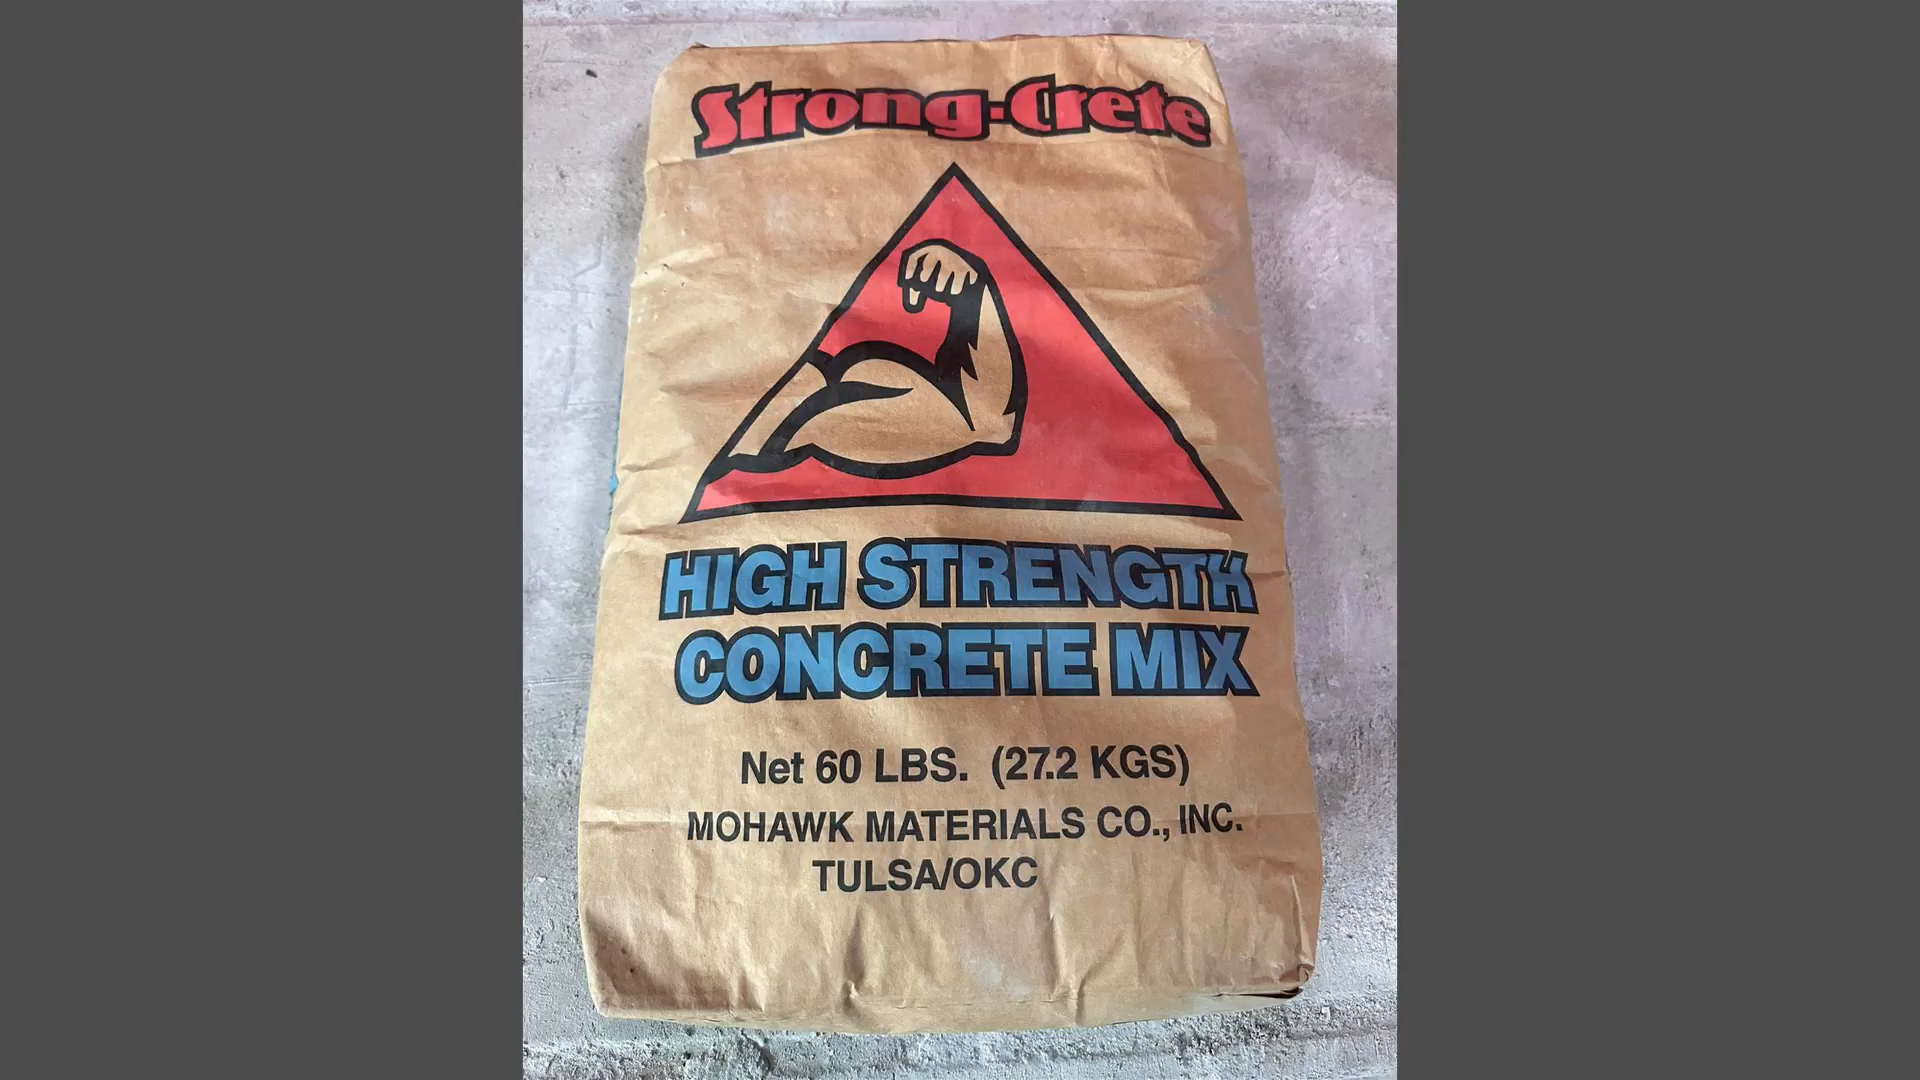 Strong-Crete
HIGH STRENGTH
CONCRETE MIX
Net 60 LBS. (27.2 KGS)
MOHAWK MATERIALS CO., INC.
TULSA/OKC